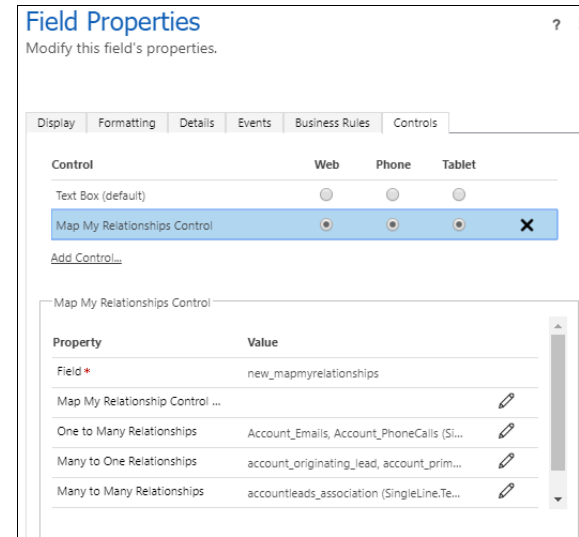 Field Properties
?
Modify this field's properties.
Display Formatting Details Events Business Rules Controls
Control Web Phone Tablet
Text Box (default)
Map My Relationships Control
Add Control...
Map My Relationships Control
Property Value
Field * new_mapmyrelationships
Map My Relationship Control ...
One to Many Relationships Account_Emails, Account_PhoneCalls (Si...
Many to One Relationships account_originating_lead, account_prim...
Many to Many Relationships accountleads_association (SingleLine.Te...